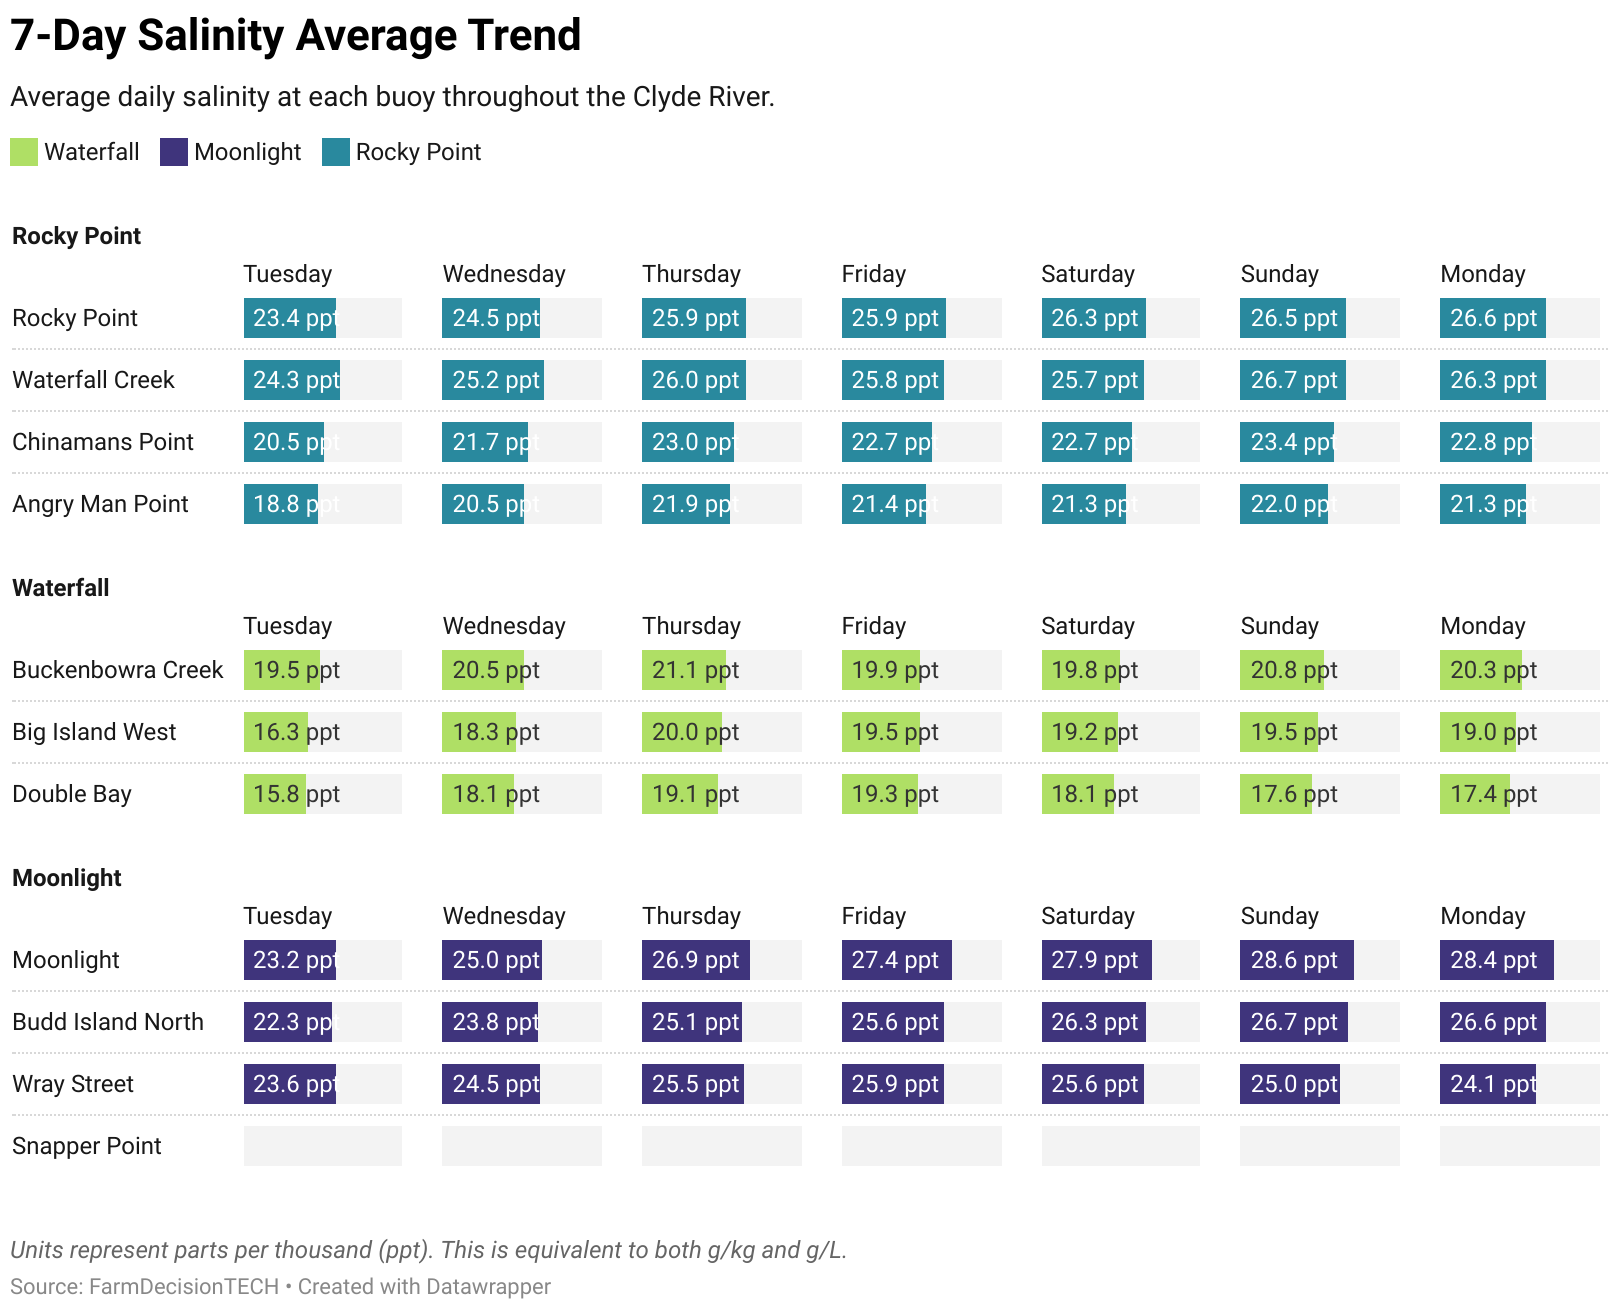 7-Day Salinity Average Trend
Average daily salinity at each buoy throughout the Clyde River.
Waterfall Moonlight Rocky Point
Rocky Point
Tuesday Wednesday Thursday Friday Saturday Sunday Monday
Rocky Point 23.4 ppt 24.5 ppt 25.9 ppt 25.9 ppt 26.3 ppt 26.5 ppt 26.6 ppt
Waterfall Creek 24.3 ppt 25.2 ppt 26.0 ppt 25.8 ppt 25.7 ppt 26.7 ppt 26.3 ppt
Chinamans Point 20.5 ppt 21.7 ppt 23.0 ppt 22.7 ppt 22.7 ppt 23.4 ppt 22.8 ppt
Angry Man Point 18.8 ppt 20.5 ppt 21.9 ppt 21.4 ppt 21.3 ppt 22.0 ppt 21.3 ppt
Waterfall
Tuesday Wednesday Thursday Friday Saturday Sunday Monday
Buckenbowra Creek 19.5 ppt 20.5 ppt 21.1 ppt 19.9 ppt 19.8 ppt 20.8 ppt 20.3 ppt
Big Island West 16.3 ppt 18.3 ppt 20.0 ppt 19.5 ppt 19.2 ppt 19.5 ppt 19.0 ppt
Double Bay 15.8 ppt 18.1 ppt 19.1 ppt 19.3 ppt 18.1 ppt 17.6 ppt 17.4 ppt
Moonlight
Tuesday Wednesday Thursday Friday Saturday Sunday Monday
Moonlight 23.2 ppt 25.0 ppt 26.9 ppt 27.4 ppt 27.9 ppt 28.6 ppt 28.4 ppt
Budd Island North 22.3 ppt 23.8 ppt 25.1 ppt 25.6 ppt 26.3 ppt 26.7 ppt 26.6 ppt
Wray Street 23.6 ppt 24.5 ppt 25.5 ppt 25.9 ppt 25.6 ppt 25.0 ppt 24.1 ppt
Snapper Point
Units represent parts per thousand (ppt). This is equivalent to both g/kg and g/L.
Source: FarmDecisionTECH • Created with Datawrapper